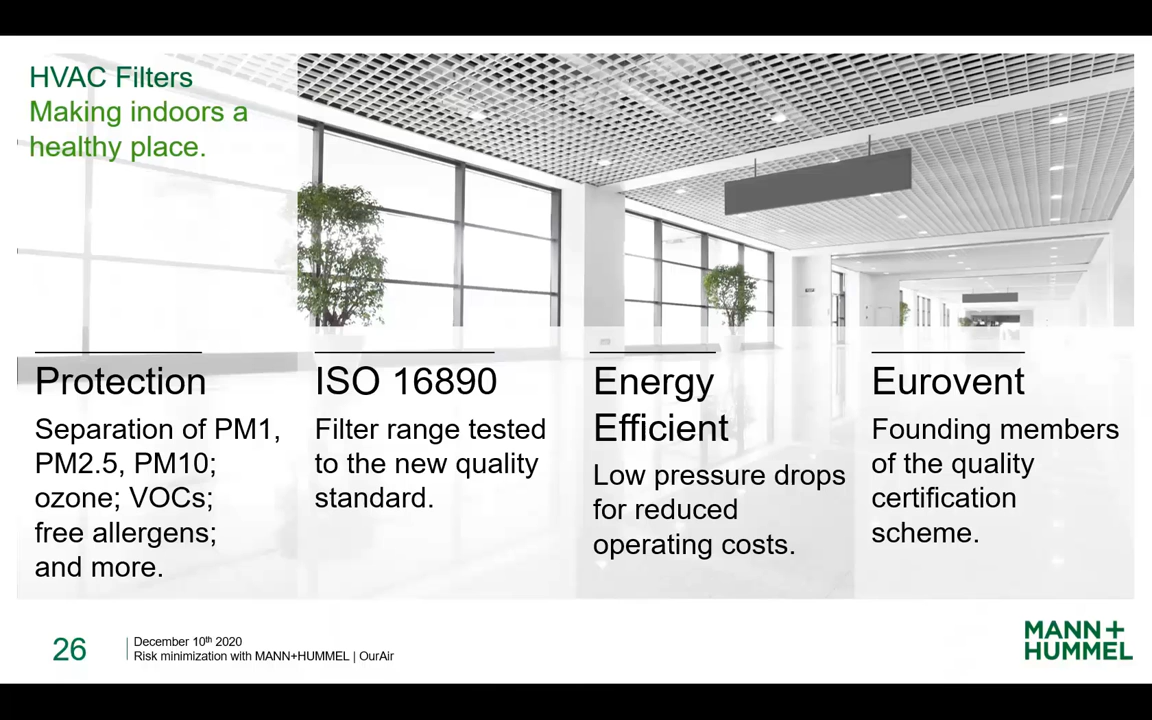 HVAC Filters
Making indoors a
healthy place.
Protection
Separation of PM1,
PM2.5, PM10;
ozone; VOCs;
free allergens;
and more.
ISO 16890
Filter range tested
to the new quality
standard.
Energy
Efficient
Low pressure drops
for reduced
operating costs.
Eurovent
Founding members
of the quality
certification
scheme.
26
December 10th 2020
Risk minimization with MANN+HUMMEL | OurAir
MANN+
HUMMEL